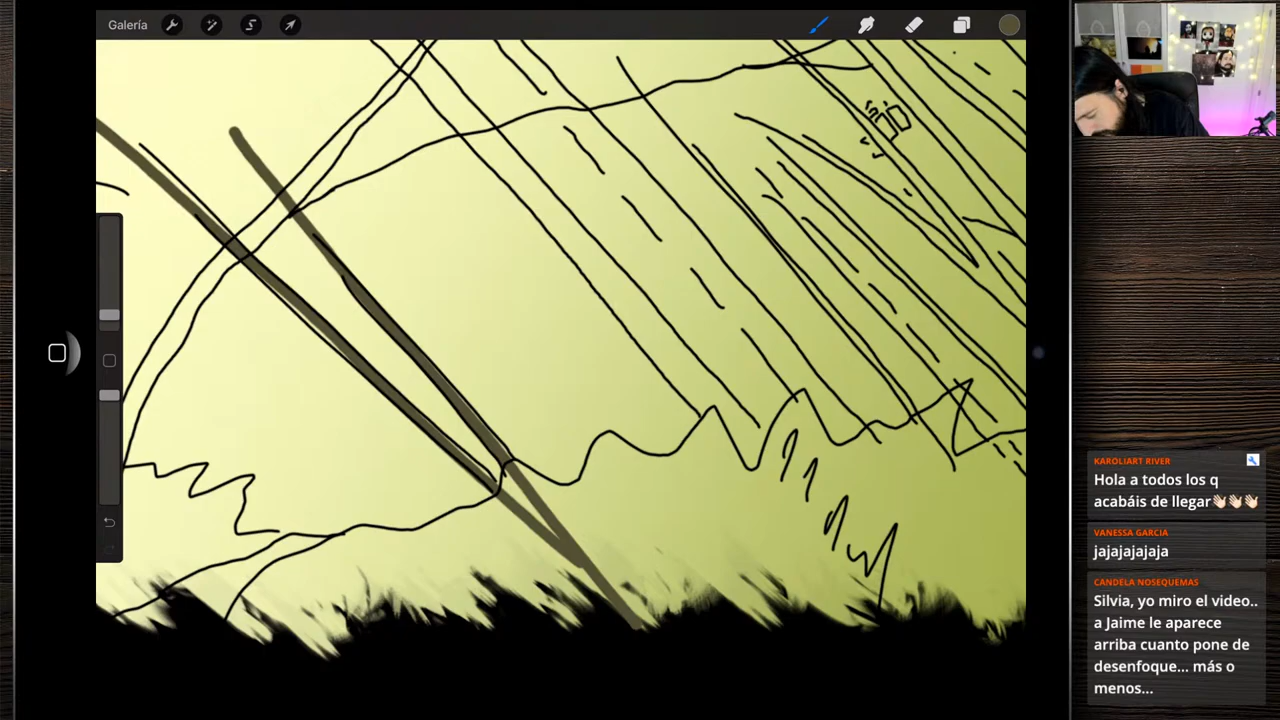 Galería
KAROLIART RIVER
Hola a todos los q
acabáis de llegar👋🏻👋🏻👋🏻
VANESSA GARCIA
jajajajajaja
CANDELA NOSEQUEMAS
Silvia, yo miro el video..
a Jaime le aparece
arriba cuanto pone de
desenfoque... más o
menos...